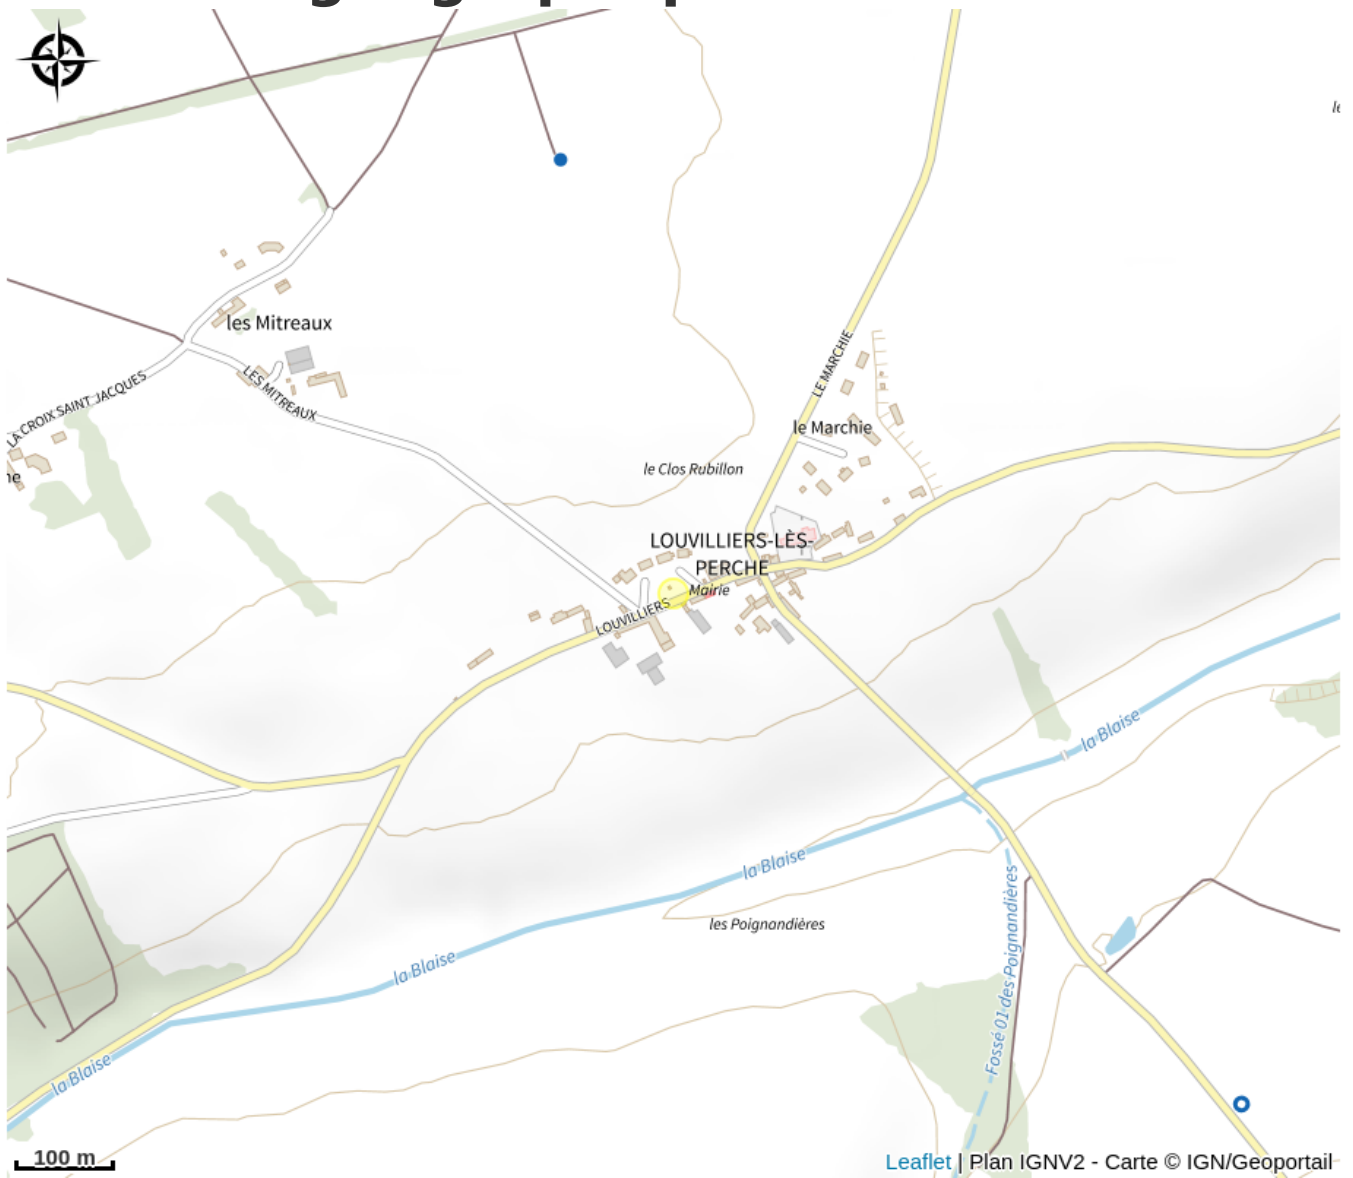 les Mitreaux
LE MARCHIE
LA CROIX SAINT JACQUES
LES MITREAUX
le Marchie
le Clos Rubillon
LOUVILLIERS-LÈS-
PERCHE
Mairie
LOUVILLIERS
la Blaise
la Blaise
les Poignandières
Fossé 01 des Poignandières
la Blaise
la Blaise
100 m
Leaflet | Plan IGNV2 - Carte © IGN/Geoportail